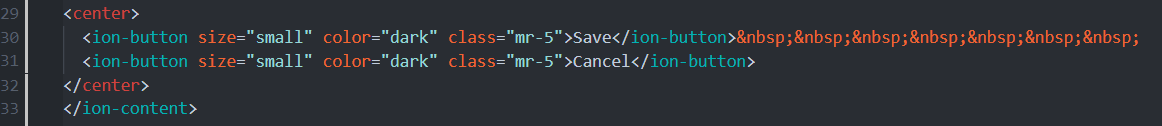 29 <center>
30 <ion-button size="small" color="dark" class="mr-5">Save</ion-button>&nbsp;&nbsp;&nbsp;&nbsp;&nbsp;&nbsp;&nbsp;
31 <ion-button size="small" color="dark" class="mr-5">Cancel</ion-button>
32 </center>
33 </ion-content>